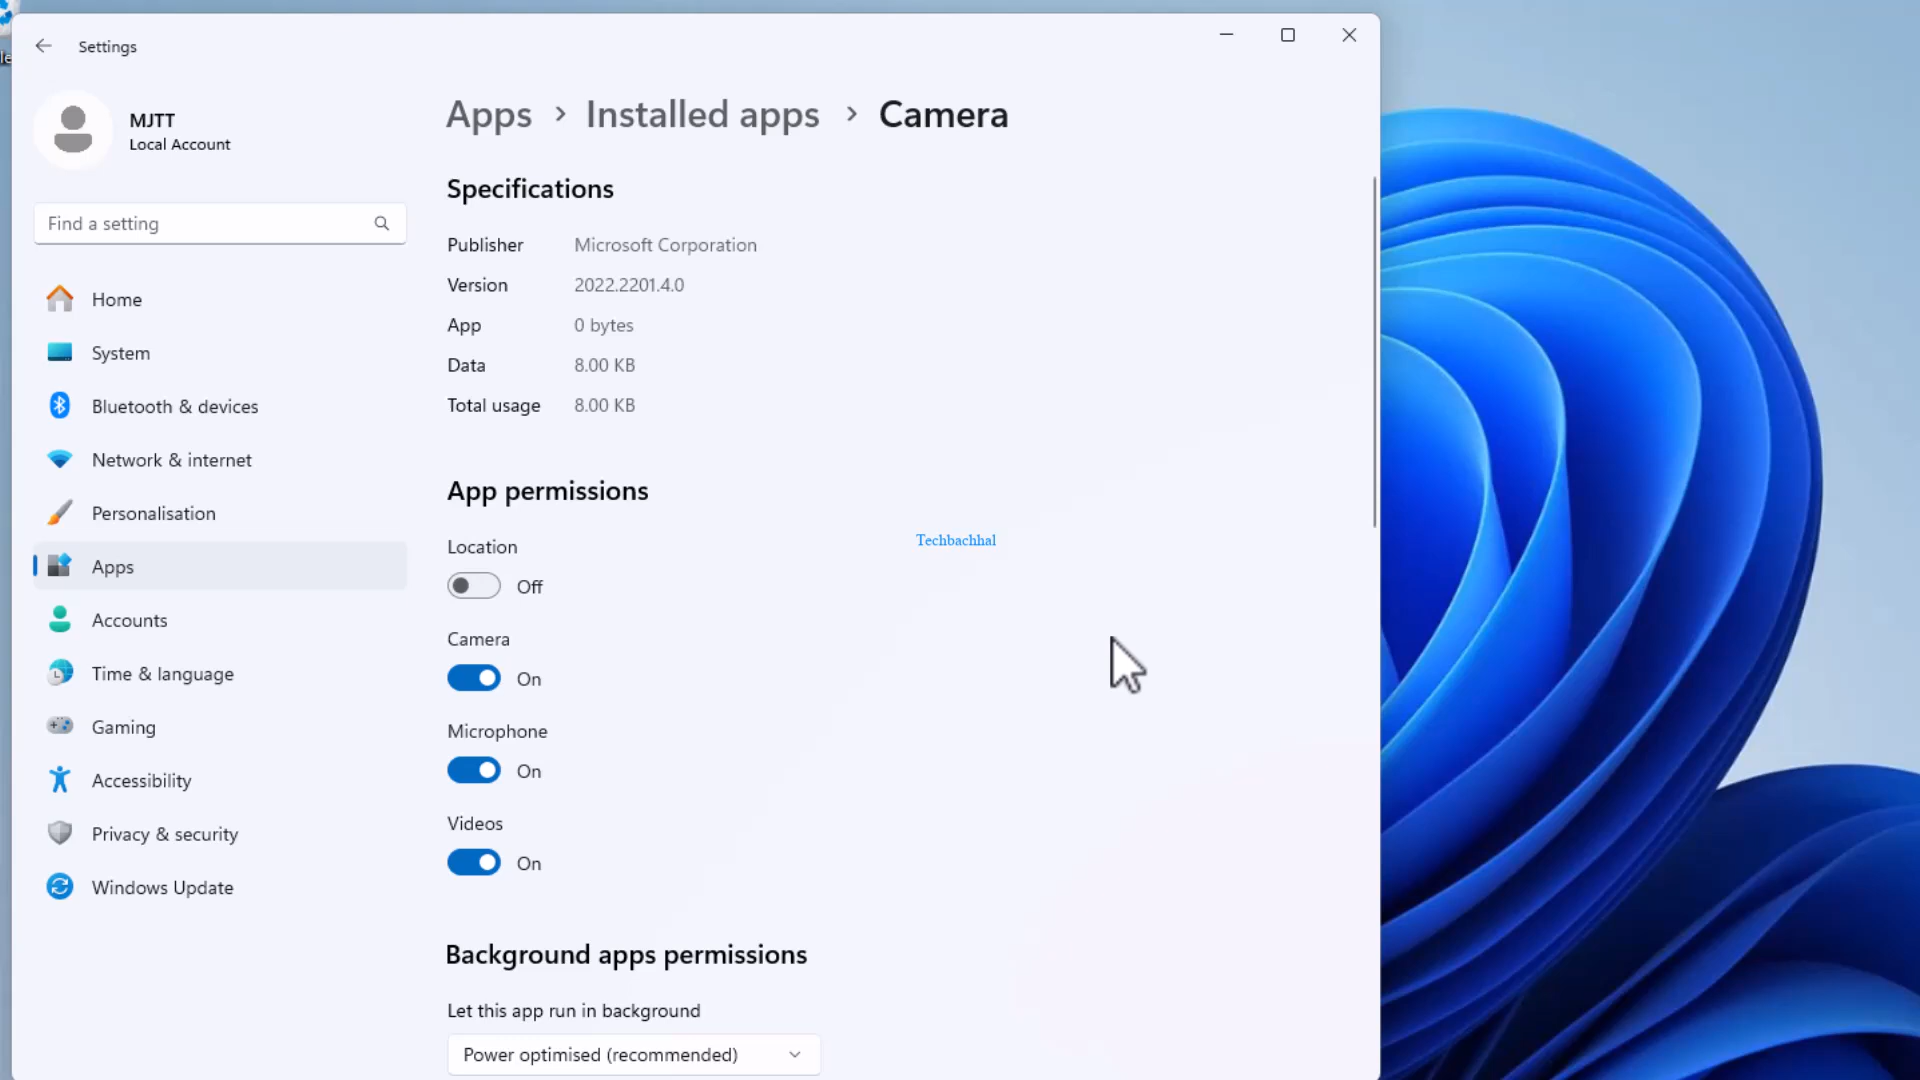 Settings
MJTT
Local Account
Find a setting
Home
System
Bluetooth & devices
Network & internet
Personalisation
Apps
Accounts
Time & language
Gaming
Accessibility
Privacy & security
Windows Update
Apps > Installed apps > Camera
Specifications
Publisher Microsoft Corporation
Version 2022.2201.4.0
App 0 bytes
Data 8.00 KB
Total usage 8.00 KB
App permissions
Techbachhal
Location
Off
Camera
On
Microphone
On
Videos
On
Background apps permissions
Let this app run in background
Power optimised (recommended)